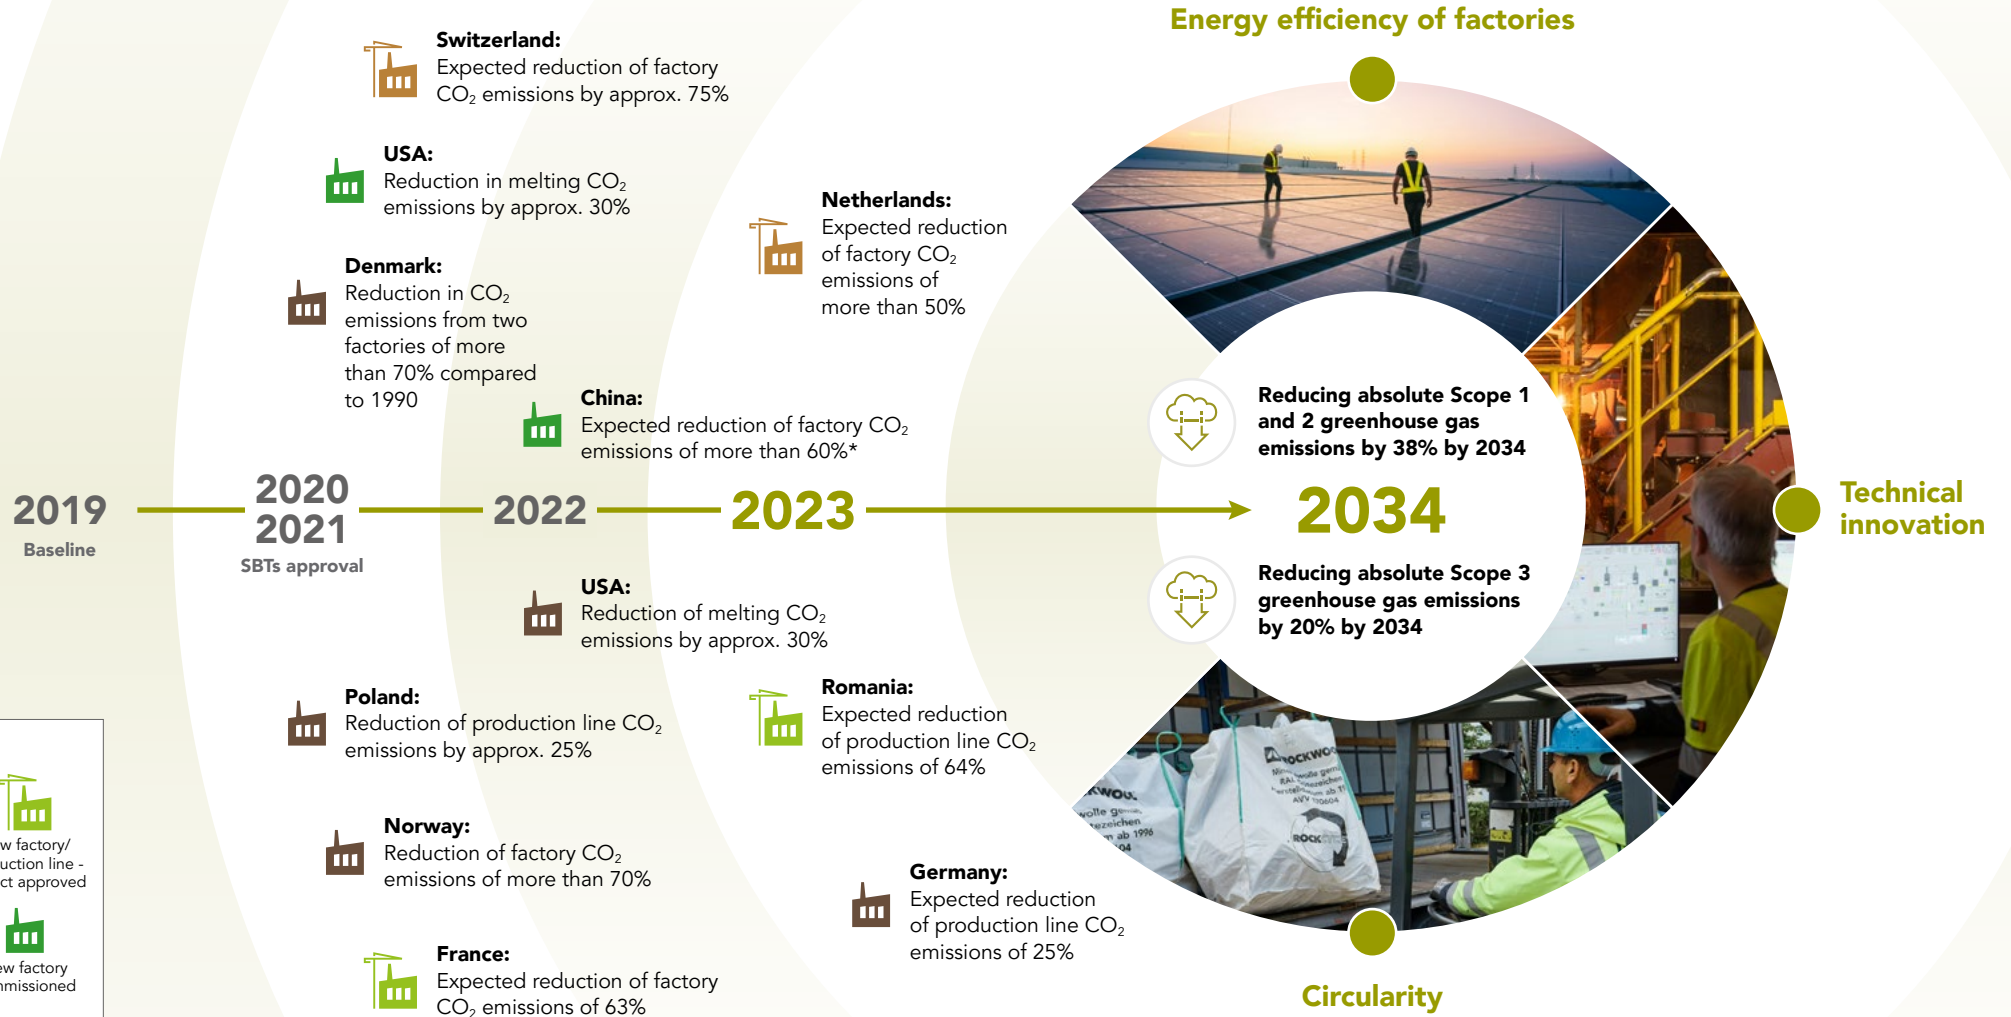 Energy efficiency of factories
Switzerland:
Expected reduction of factory
CO₂ emissions by approx. 75%
USA:
Reduction in melting CO₂
emissions by approx. 30%
Denmark:
Reduction in CO₂
emissions from two
factories of more
than 70% compared
to 1990
Netherlands:
Expected reduction
of factory CO₂
emissions of
more than 50%
China:
Expected reduction of factory CO₂
emissions of more than 60%*
2019
Baseline
2020
2021
SBTs approval
2022
2023
Reducing absolute Scope 1
and 2 greenhouse gas
emissions by 38% by 2034
2034
Reducing absolute Scope 3
greenhouse gas emissions
by 20% by 2034
Technical
innovation
USA:
Reduction of melting CO₂
emissions by approx. 30%
Poland:
Reduction of production line CO₂
emissions by approx. 25%
Romania:
Expected reduction
of production line CO₂
emissions of 64%
Norway:
Reduction of factory CO₂
emissions of more than 70%
Germany:
Expected reduction
of production line CO₂
emissions of 25%
France:
Expected reduction of factory
CO₂ emissions of 63%
Circularity
w factory/
uction line -
ct approved
ew factory
mmissioned
ROCKWOO
AVV 170604
ab 1996
ROCK